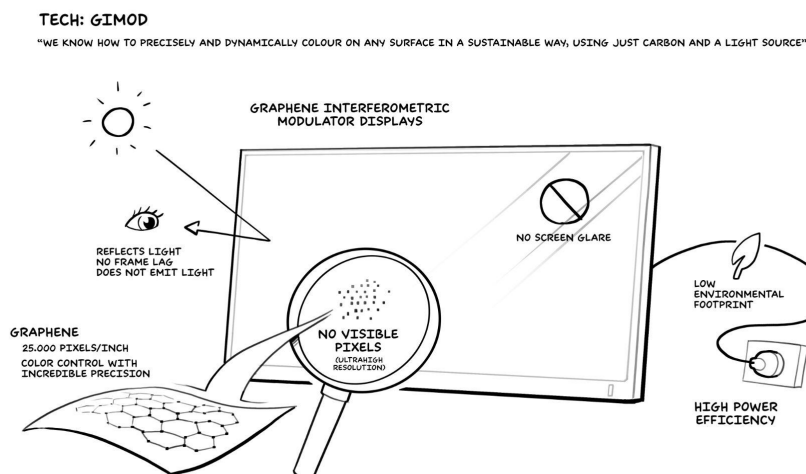 TECH: GIMOD
"WE KNOW HOW TO PRECISELY AND DYNAMICALLY COLOUR ON ANY SURFACE IN A SUSTAINABLE WAY, USING JUST CARBON AND A LIGHT SOURCE"
GRAPHENE INTERFEROMETRIC
MODULATOR DISPLAYS
NO SCREEN GLARE
REFLECTS LIGHT
NO FRAME LAG
DOES NOT EMIT LIGHT
LOW
ENVIRONMENTAL
FOOTPRINT
GRAPHENE
25.000 PIXELS/INCH
COLOR CONTROL WITH
INCREDIBLE PRECISION
NO VISIBLE
PIXELS
(ULTRAHIGH
RESOLUTION)
HIGH POWER
EFFICIENCY